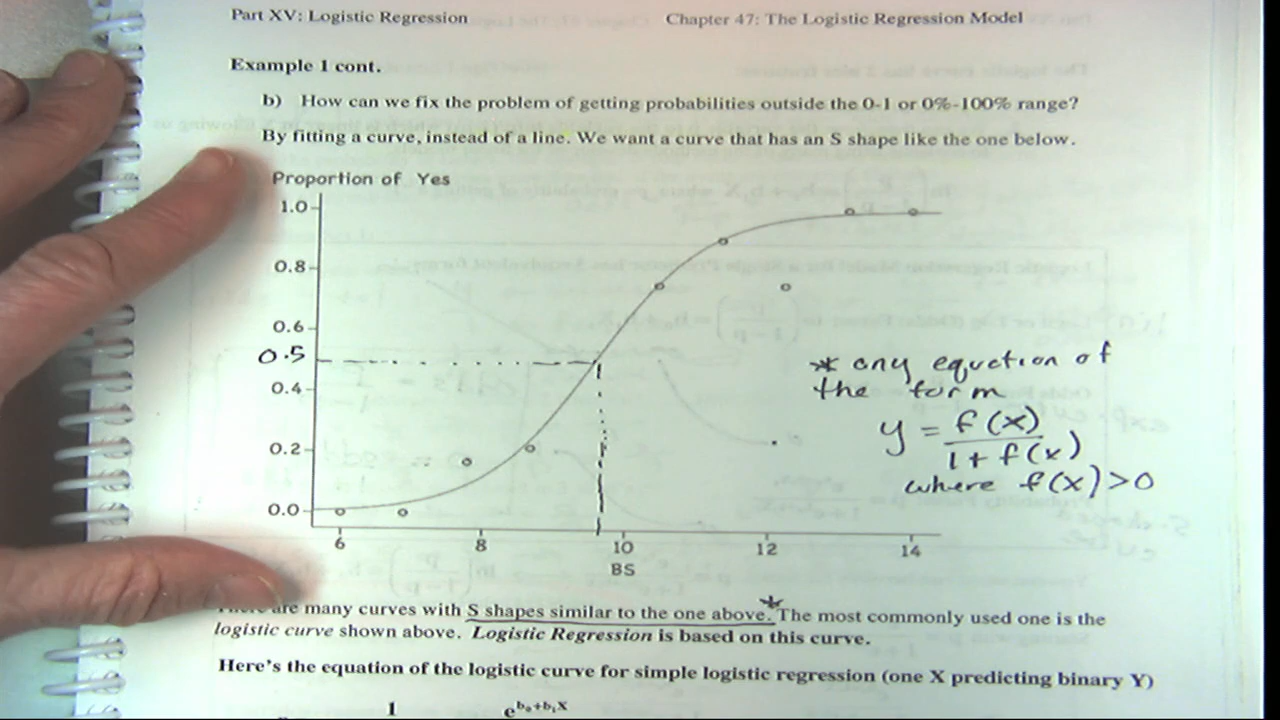 Part XV: Logistic Regression
Chapter 47: The Logistic Regression Model
Example 1 cont.
b) How can we fix the problem of getting probabilities outside the 0-1 or 0%-100% range?
By fitting a curve, instead of a line. We want a curve that has an S shape like the one below.
Proportion of Yes
1.0
0.8
0.6
0.5
0.4
0.2
0.0
6 8 10 12 14
BS
* any equction of
the form
y = f(x)
1 + f(x)
where f(x) > 0
are many curves with S shapes similar to the one above.* The most commonly used one is the
logistic curve shown above. Logistic Regression is based on this curve.
Here's the equation of the logistic curve for simple logistic regression (one X predicting binary Y)
1 e^b₀+b₁X